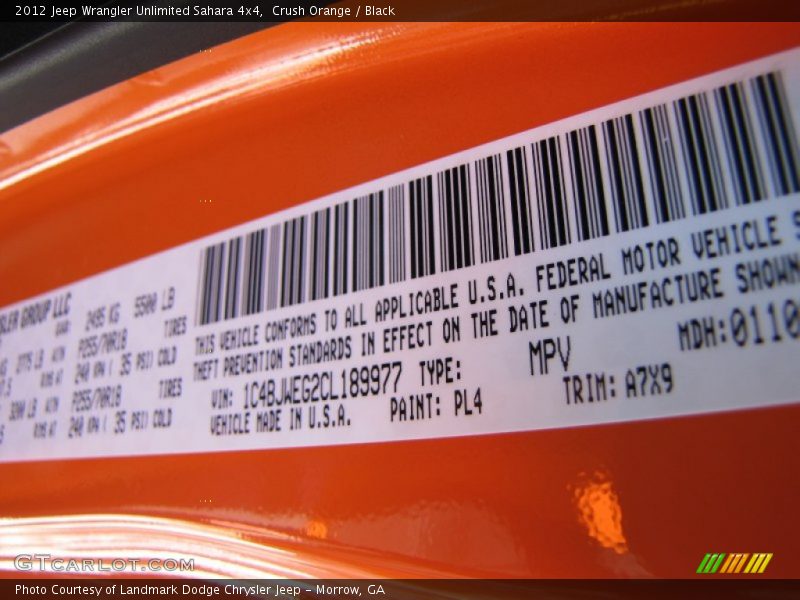 2012 Jeep Wrangler Unlimited Sahara 4x4, Crush Orange / Black
GROUP LLC
2495 KG 5500 LB
THIS VEHICLE CONFORMS TO ALL APPLICABLE U.S.A. FEDERAL MOTOR VEHICLE
THEFT PREVENTION STANDARDS IN EFFECT ON THE DATE OF MANUFACTURE SHOWN
LB P255/70R18 TIRES
240 KPA ( 35 PSI) COLD
VIN: 1C4BJWEG2CL189977 TYPE: MPV MDH: 0110
LB P255/70R18 TIRES
240 KPA ( 35 PSI) COLD
VEHICLE MADE IN U.S.A. PAINT: PL4 TRIM: A7X9
GTCARLOT.COM
Photo Courtesy of Landmark Dodge Chrysler Jeep - Morrow, GA